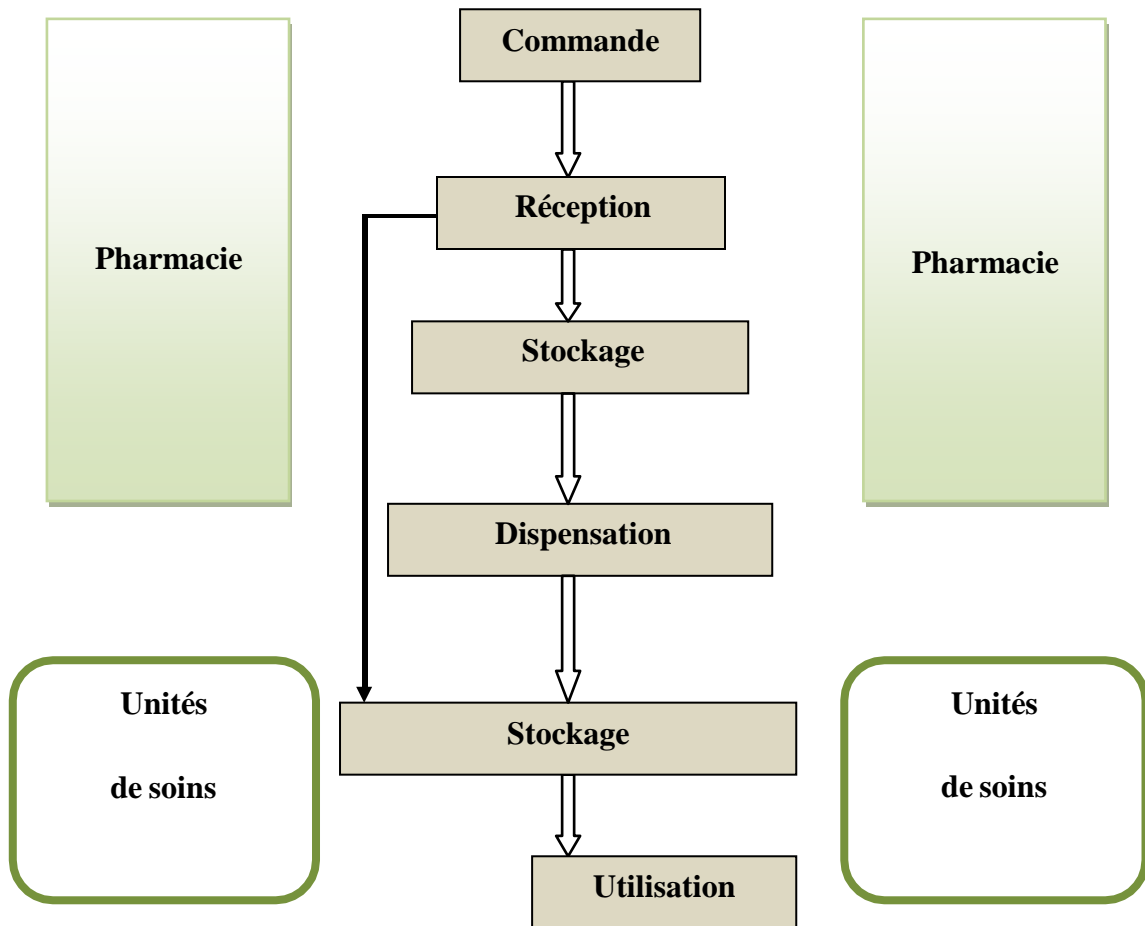 Commande
Réception
Pharmacie
Pharmacie
Stockage
Dispensation
Unités
de soins
Stockage
Unités
de soins
Utilisation